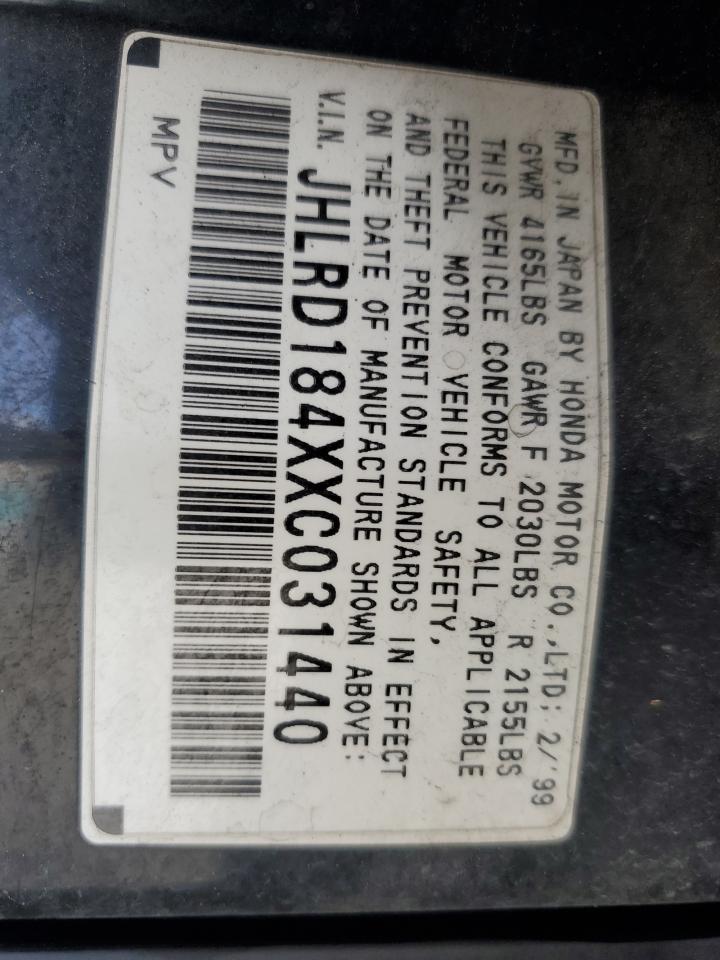 MFD. IN JAPAN BY HONDA MOTOR CO.,LTD; 2/'99
GVWR 4165LBS GAWR F 2030LBS R 2155LBS
THIS VEHICLE CONFORMS TO ALL APPLICABLE
FEDERAL MOTOR VEHICLE SAFETY,
AND THEFT PREVENTION STANDARDS IN EFFECT
ON THE DATE OF MANUFACTURE SHOWN ABOVE:
V.I.N. JHLRD184XXC031440
MPV